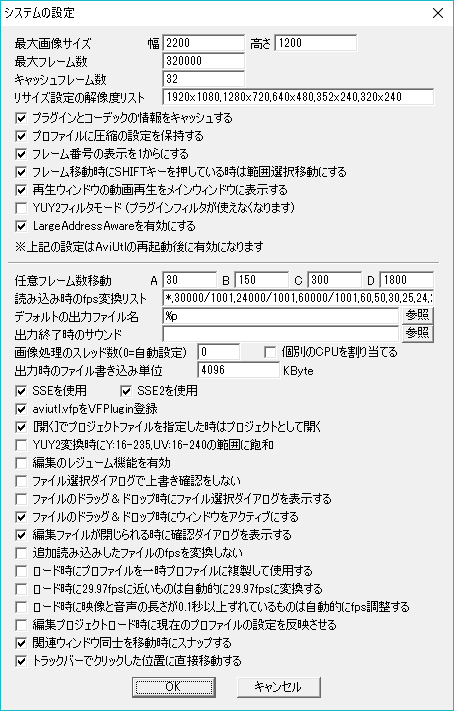 システムの設定
最大画像サイズ 幅 2200 高さ 1200
最大フレーム数 320000
キャッシュフレーム数 32
リサイズ設定の解像度リスト 1920x1080,1280x720,640x480,352x240,320x240
プラグインとコーデックの情報をキャッシュする
プロファイルに圧縮の設定を保持する
フレーム番号の表示を1からにする
フレーム移動時にSHIFTキーを押している時は範囲選択移動にする
再生ウィンドウの動画再生をメインウィンドウに表示する
YUY2フィルタモード (プラグインフィルタが使えなくなります)
LargeAddressAwareを有効にする
※上記の設定はAviUtlの再起動後に有効になります
任意フレーム数移動 A 30 B 150 C 300 D 1800
読み込み時のfps変換リスト *,30000/1001,24000/1001,60000/1001,60,50,30,25,24,
デフォルトの出力ファイル名 %p 参照
出力終了時のサウンド 参照
画像処理のスレッド数(0=自動設定) 0 個別のCPUを割り当てる
出力時のファイル書き込み単位 4096 KByte
SSEを使用 SSE2を使用
aviutl.vfpをVFPlugin登録
[開く]でプロジェクトファイルを指定した時はプロジェクトとして開く
YUY2変換時にY:16-235,UV:16-240の範囲に飽和
編集のレジューム機能を有効
ファイル選択ダイアログで上書き確認をしない
ファイルのドラッグ&ドロップ時にファイル選択ダイアログを表示する
ファイルのドラッグ&ドロップ時にウィンドウをアクティブにする
編集ファイルが閉じられる時に確認ダイアログを表示する
追加読み込みしたファイルのfpsを変換しない
ロード時にプロファイルを一時プロファイルに複製して使用する
ロード時に29.97fpsに近いものは自動的に29.97fpsに変換する
ロード時に映像と音声の長さが0.1秒以上ずれているものは自動的にfps調整する
編集プロジェクトロード時に現在のプロファイルの設定を反映させる
関連ウィンドウ同士を移動時にスナップする
トラックバーでクリックした位置に直接移動する
OK キャンセル